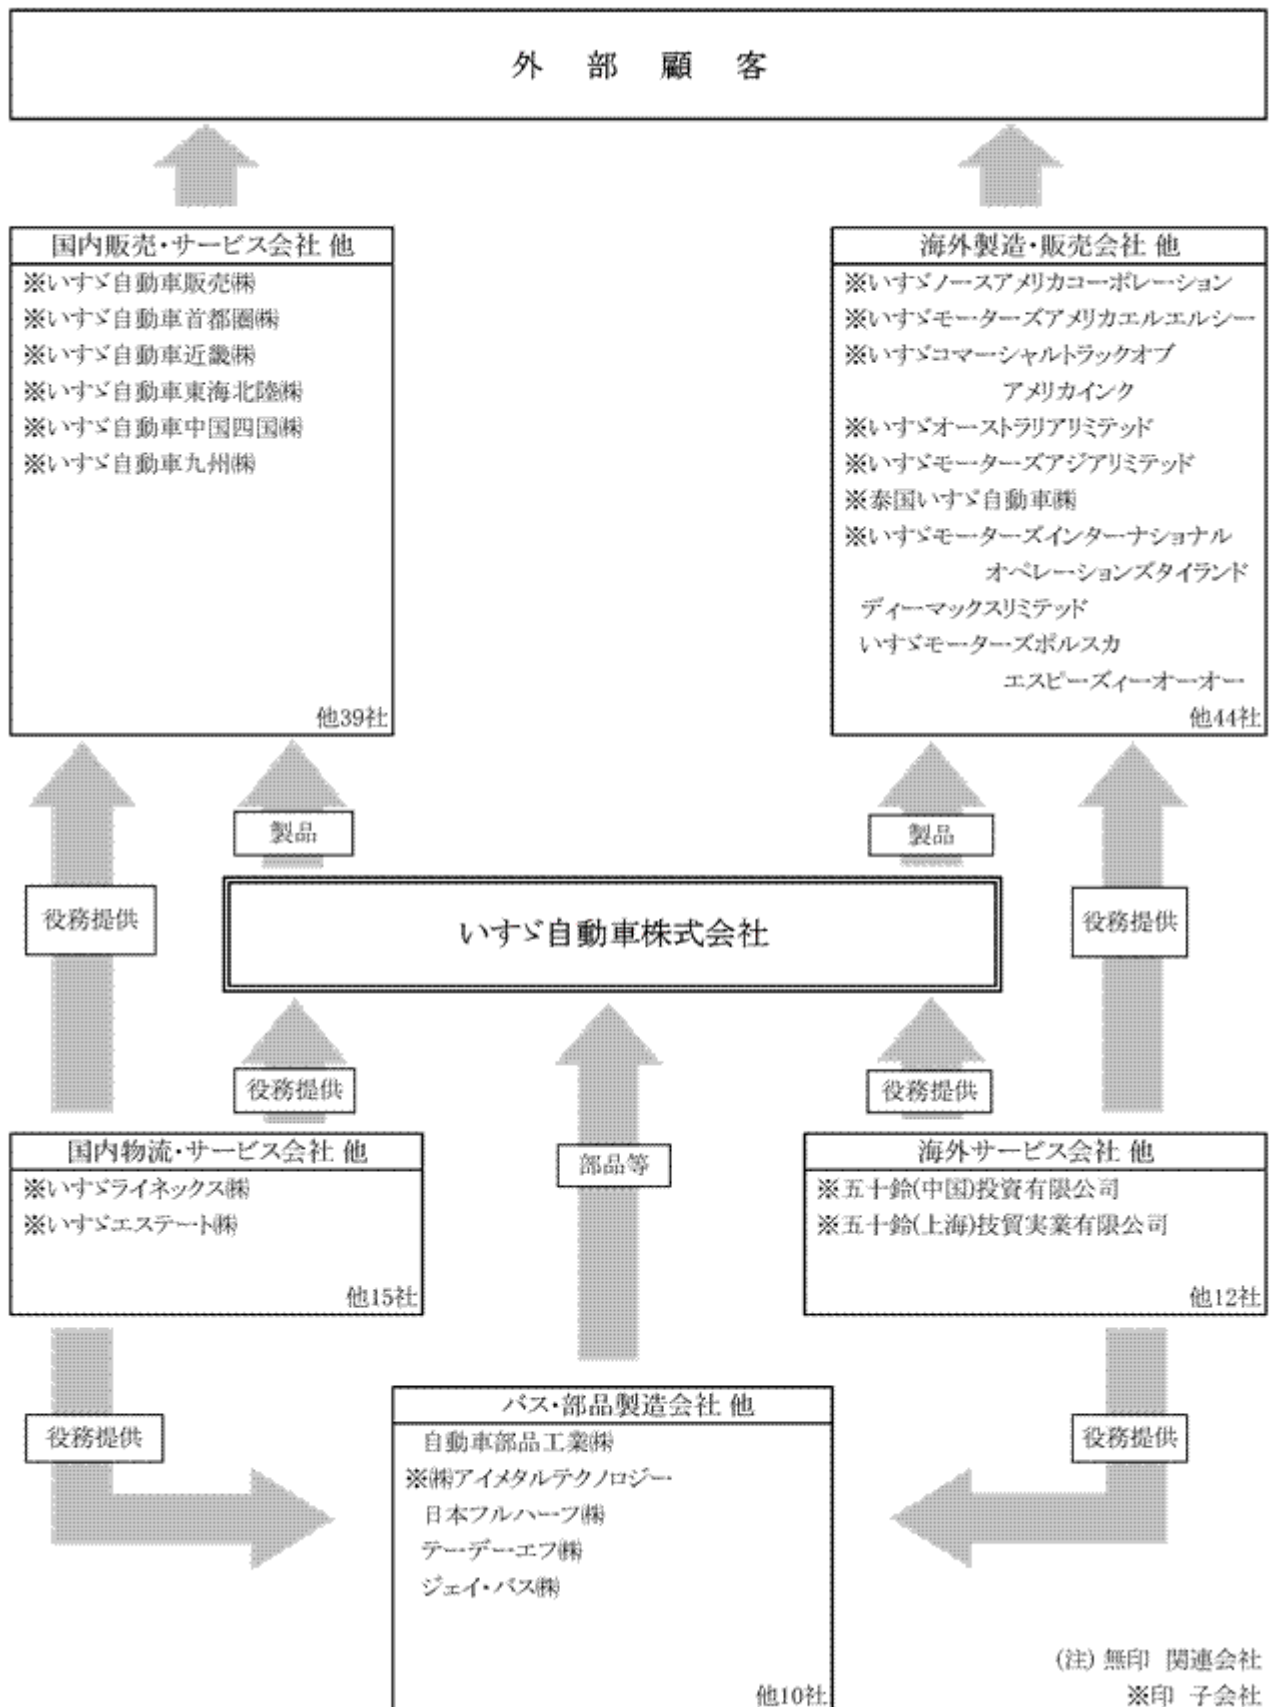 外部顧客
国内販売・サービス会社 他
※いすゞ自動車販売㈱
※いすゞ自動車首都圏㈱
※いすゞ自動車近畿㈱
※いすゞ自動車東海北陸㈱
※いすゞ自動車中国四国㈱
※いすゞ自動車九州㈱
他39社
海外製造・販売会社 他
※いすゞノースアメリカコーポレーション
※いすゞモーターズアメリカエルエルシー
※いすゞコマーシャルトラックオブ
アメリカインク
※いすゞオーストラリアリミテッド
※いすゞモーターズアジアリミテッド
※泰国いすゞ自動車㈱
※いすゞモーターズインターナショナル
オペレーションズタイランド
ディーマックスリミテッド
いすゞモーターズポルスカ
エスピーズィーオーオー
他44社
製品
製品
役務提供
いすゞ自動車株式会社
役務提供
役務提供
役務提供
国内物流・サービス会社 他
※いすゞライネックス㈱
※いすゞエステート㈱
他15社
部品等
海外サービス会社 他
※五十鈴(中国)投資有限公司
※五十鈴(上海)技貿実業有限公司
他12社
役務提供
役務提供
バス・部品製造会社 他
自動車部品工業㈱
※㈱アイメタルテクノロジー
日本フルハーフ㈱
テーデーエフ㈱
ジェイ・バス㈱
他10社
(注) 無印 関連会社
※印 子会社